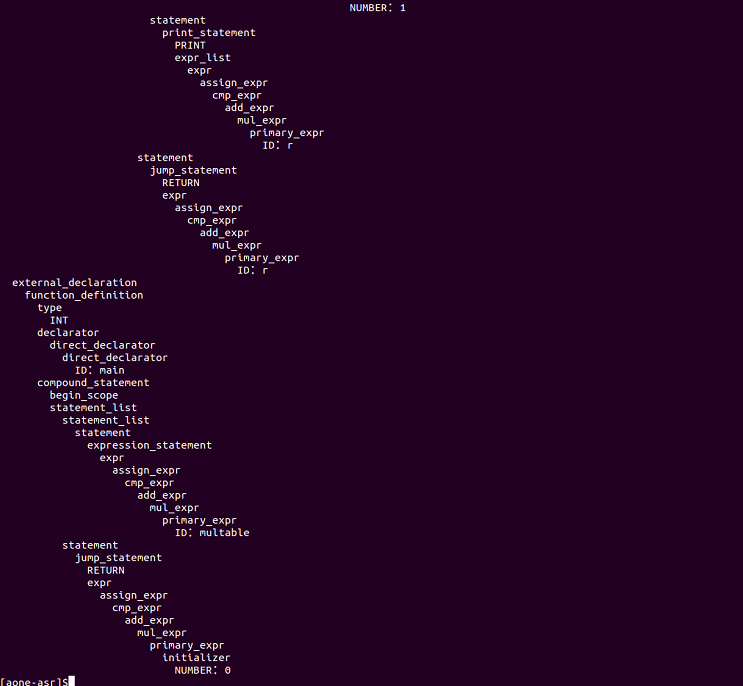 NUMBER: 1
statement
print_statement
PRINT
expr_list
expr
assign_expr
cmp_expr
add_expr
mul_expr
primary_expr
ID: r
statement
jump_statement
RETURN
expr
assign_expr
cmp_expr
add_expr
mul_expr
primary_expr
ID: r
external_declaration
function_definition
type
INT
declarator
direct_declarator
direct_declarator
ID: main
compound_statement
begin_scope
statement_list
statement_list
statement
expression_statement
expr
assign_expr
cmp_expr
add_expr
mul_expr
primary_expr
ID: multable
statement
jump_statement
RETURN
expr
assign_expr
cmp_expr
add_expr
mul_expr
primary_expr
initializer
NUMBER: 0
[aone-asr]$